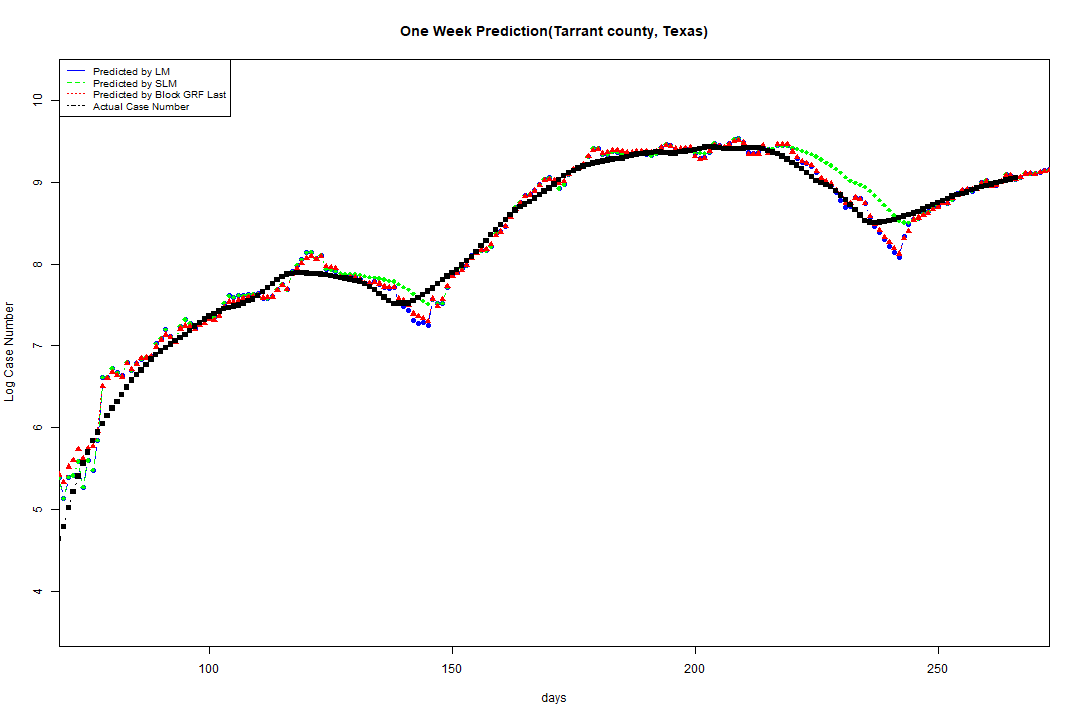 One Week Prediction(Tarrant county, Texas)
Predicted by LM
Predicted by SLM
Predicted by Block GRF Last
Actual Case Number
10
9
8
7
6
5
4
Log Case Number
100 150 200 250
days